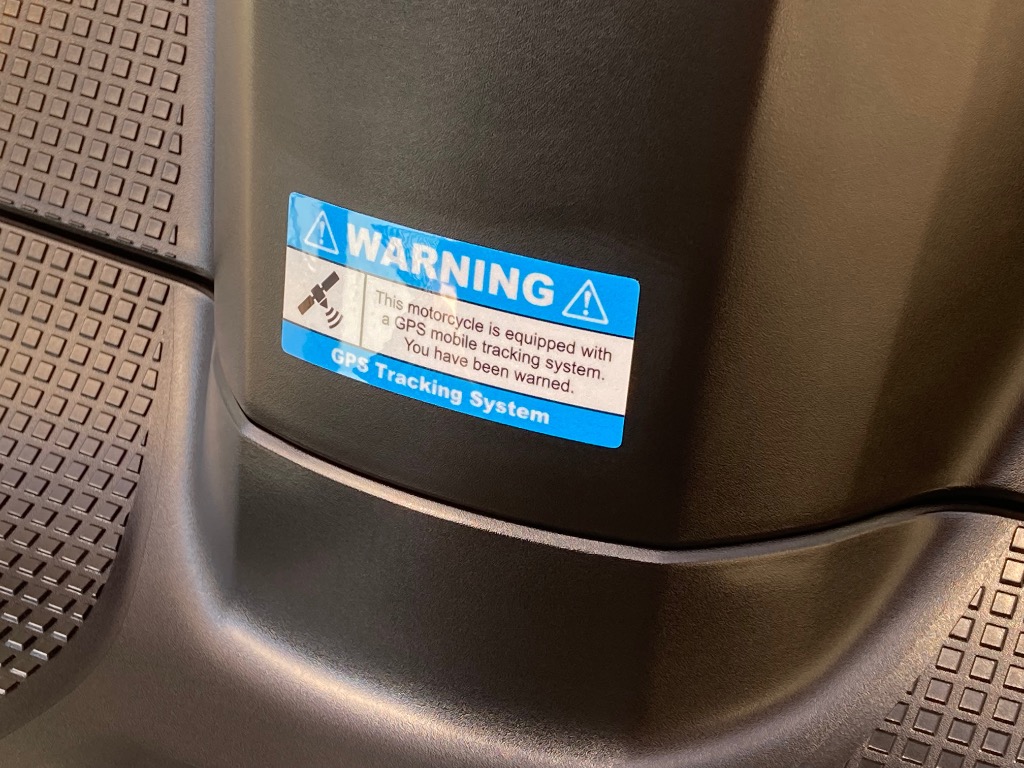 WARNING
This motorcycle is equipped with
a GPS mobile tracking system.
You have been warned.
GPS Tracking System